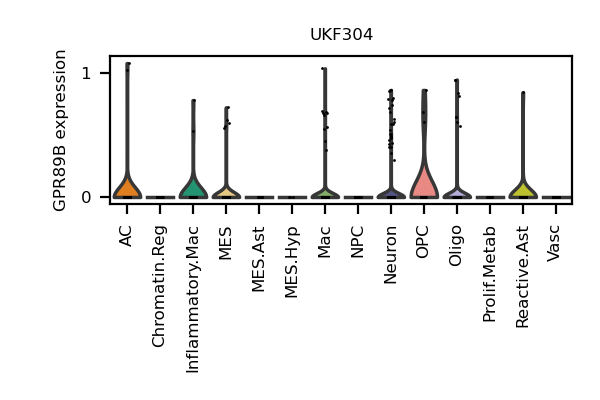 UKF304
GPR89B expression
1
0
AC
Chromatin.Reg
Inflammatory.Mac
MES
MES.Ast
MES.Hyp
Mac
NPC
Neuron
OPC
Oligo
Prolif.Metab
Reactive.Ast
Vasc